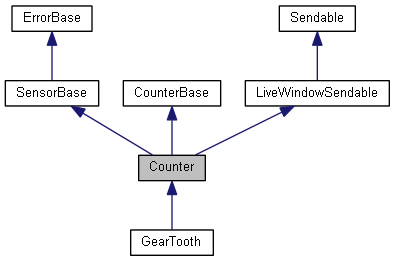 ErrorBase
Sendable
SensorBase
CounterBase
LiveWindowSendable
Counter
GearTooth